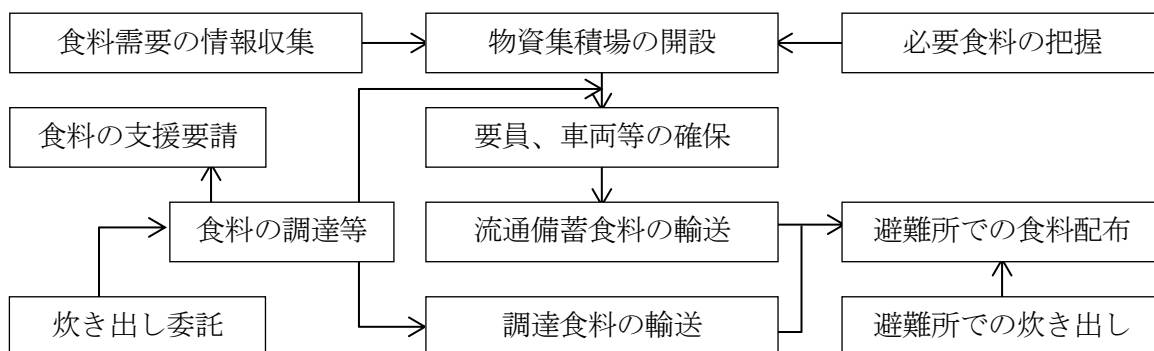 食料需要の情報収集
物資集積場の開設
必要食料の把握
食料の支援要請
要員、車両等の確保
食料の調達等
流通備蓄食料の輸送
避難所での食料配布
炊き出し委託
調達食料の輸送
避難所での炊き出し